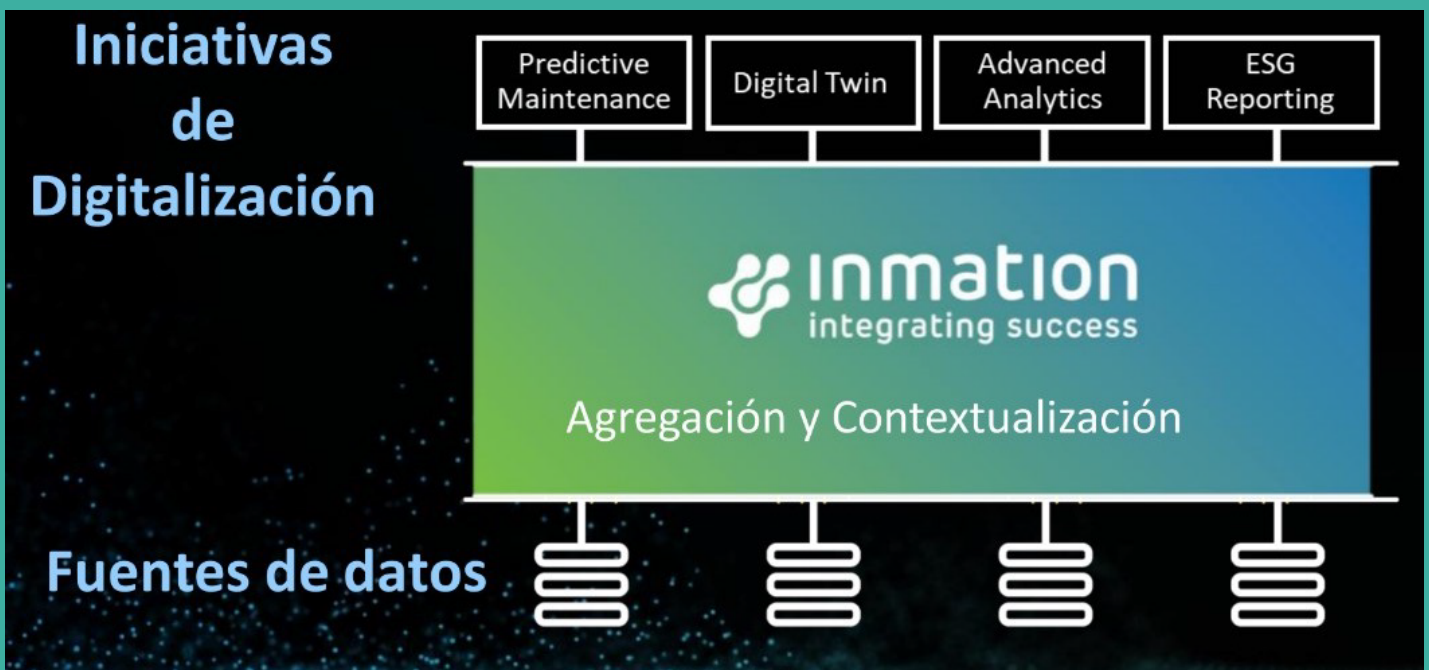 Iniciativas
de
Digitalización
Predictive
Maintenance
Digital Twin
Advanced
Analytics
ESG
Reporting
inmation
integrating success
Agregación y Contextualización
Fuentes de datos